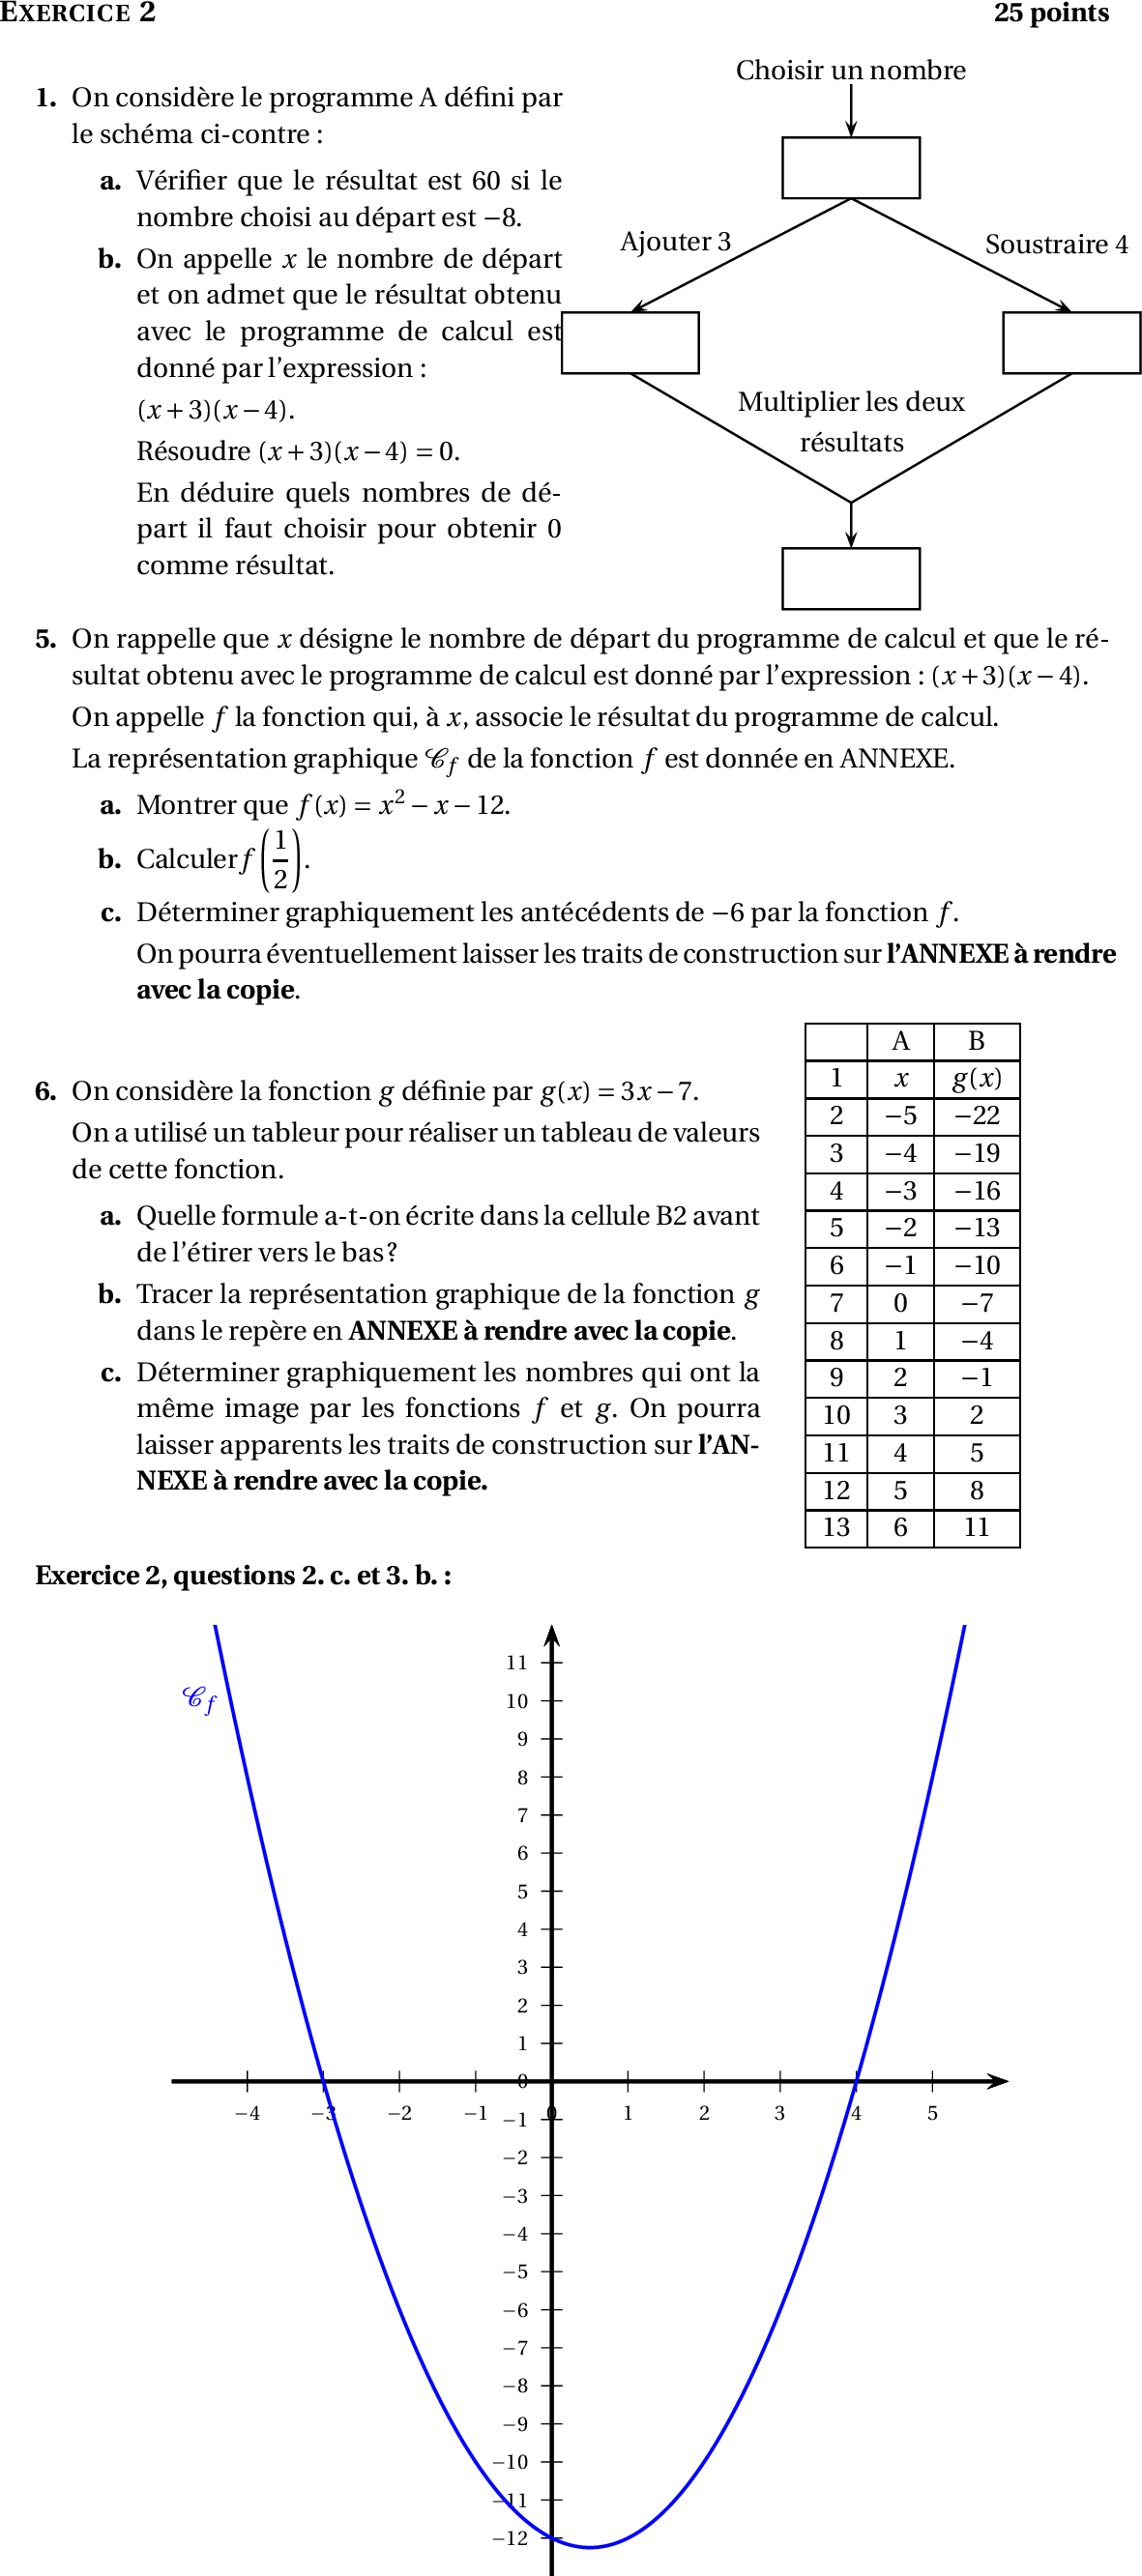 EXERCICE 2 25 points
Choisir un nombre
1. On considère le programme A défini par
le schéma ci-contre :
a. Vérifier que le résultat est 60 si le
nombre choisi au départ est −8.
b. On appelle x le nombre de départ
et on admet que le résultat obtenu
avec le programme de calcul est
donné par l'expression :
(x + 3)(x − 4).
Résoudre (x + 3)(x − 4) = 0.
En déduire quels nombres de dé-
part il faut choisir pour obtenir 0
comme résultat.
Ajouter 3
Soustraire 4
Multiplier les deux
résultats
5. On rappelle que x désigne le nombre de départ du programme de calcul et que le ré-
sultat obtenu avec le programme de calcul est donné par l'expression : (x + 3)(x − 4).
On appelle f la fonction qui, à x, associe le résultat du programme de calcul.
La représentation graphique 𝒞f de la fonction f est donnée en ANNEXE.
a. Montrer que f(x) = x² − x − 12.
b. Calculer f(1/2).
c. Déterminer graphiquement les antécédents de −6 par la fonction f.
On pourra éventuellement laisser les traits de construction sur l'ANNEXE à rendre
avec la copie.
6. On considère la fonction g définie par g(x) = 3x − 7.
On a utilisé un tableur pour réaliser un tableau de valeurs
de cette fonction.
a. Quelle formule a-t-on écrite dans la cellule B2 avant
de l'étirer vers le bas ?
b. Tracer la représentation graphique de la fonction g
dans le repère en ANNEXE à rendre avec la copie.
c. Déterminer graphiquement les nombres qui ont la
même image par les fonctions f et g. On pourra
laisser apparents les traits de construction sur l'AN-
NEXE à rendre avec la copie.
A B
1 x g(x)
2 −5 −22
3 −4 −19
4 −3 −16
5 −2 −13
6 −1 −10
7 0 −7
8 1 −4
9 2 −1
10 3 2
11 4 5
12 5 8
13 6 11
Exercice 2, questions 2. c. et 3. b. :
𝒞f
11
10
9
8
7
6
5
4
3
2
1
0
−4 −3 −2 −1 0 1 2 3 4 5
−1
−2
−3
−4
−5
−6
−7
−8
−9
−10
−11
−12